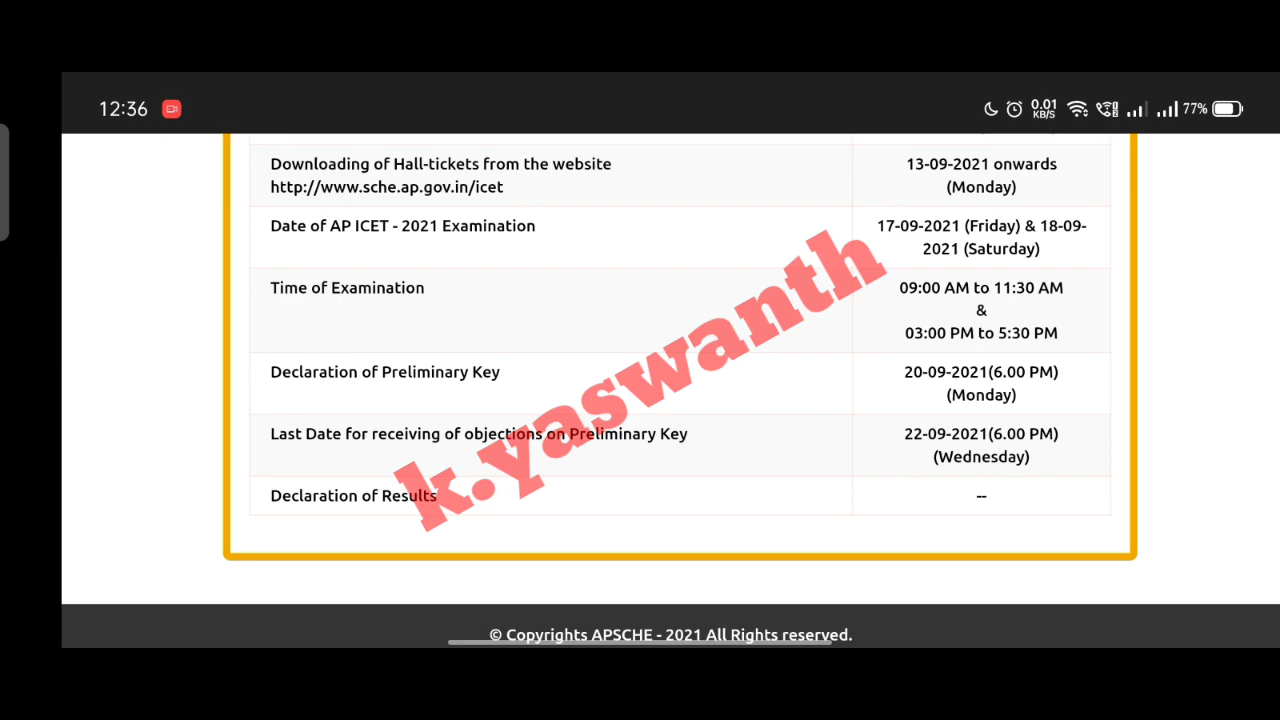 12:36
0.01
KB/S
77%
Downloading of Hall-tickets from the website
http://www.sche.ap.gov.in/icet
13-09-2021 onwards
(Monday)
Date of AP ICET - 2021 Examination
17-09-2021 (Friday) & 18-09-
2021 (Saturday)
Time of Examination
09:00 AM to 11:30 AM
&
03:00 PM to 5:30 PM
Declaration of Preliminary Key
20-09-2021(6.00 PM)
(Monday)
Last Date for receiving of objections on Preliminary Key
22-09-2021(6.00 PM)
(Wednesday)
Declaration of Results
--
k.yaswanth
© Copyrights APSCHE - 2021 All Rights reserved.